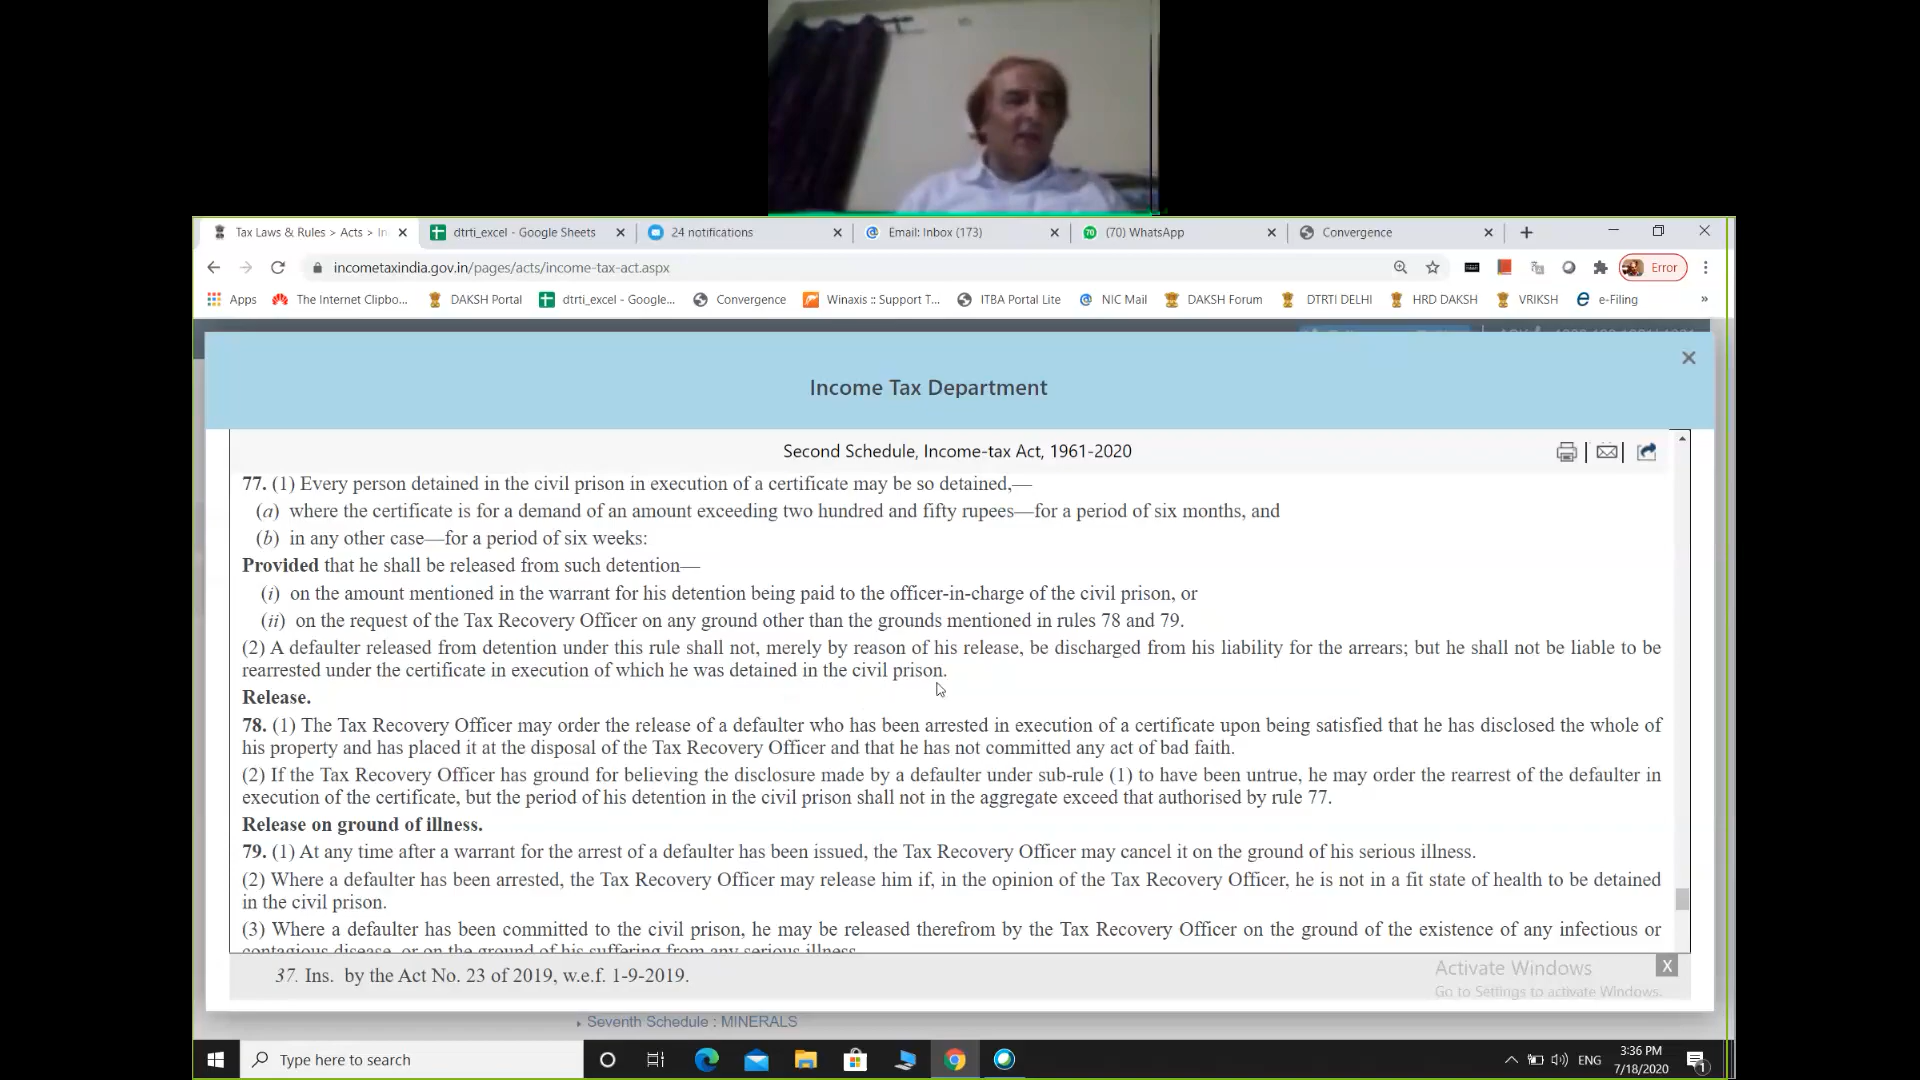 Tax Laws & Rules > Acts > In
dtrti_excel - Google Sheets
24 notifications
Email: Inbox (173)
(70) WhatsApp
Convergence
incometaxindia.gov.in/pages/acts/income-tax-act.aspx
Error
Apps
The Internet Clipbo...
DAKSH Portal
dtrti_excel - Google...
Convergence
Winaxis :: Support T...
ITBA Portal Lite
NIC Mail
DAKSH Forum
DTRTI DELHI
HRD DAKSH
VRIKSH
e-Filing
»
Income Tax Department
Second Schedule, Income-tax Act, 1961-2020
77. (1) Every person detained in the civil prison in execution of a certificate may be so detained,—
(a) where the certificate is for a demand of an amount exceeding two hundred and fifty rupees—for a period of six months, and
(b) in any other case—for a period of six weeks:
Provided that he shall be released from such detention—
(i) on the amount mentioned in the warrant for his detention being paid to the officer-in-charge of the civil prison, or
(ii) on the request of the Tax Recovery Officer on any ground other than the grounds mentioned in rules 78 and 79.
(2) A defaulter released from detention under this rule shall not, merely by reason of his release, be discharged from his liability for the arrears; but he shall not be liable to be
rearrested under the certificate in execution of which he was detained in the civil prison.
Release.
78. (1) The Tax Recovery Officer may order the release of a defaulter who has been arrested in execution of a certificate upon being satisfied that he has disclosed the whole of
his property and has placed it at the disposal of the Tax Recovery Officer and that he has not committed any act of bad faith.
(2) If the Tax Recovery Officer has ground for believing the disclosure made by a defaulter under sub-rule (1) to have been untrue, he may order the rearrest of the defaulter in
execution of the certificate, but the period of his detention in the civil prison shall not in the aggregate exceed that authorised by rule 77.
Release on ground of illness.
79. (1) At any time after a warrant for the arrest of a defaulter has been issued, the Tax Recovery Officer may cancel it on the ground of his serious illness.
(2) Where a defaulter has been arrested, the Tax Recovery Officer may release him if, in the opinion of the Tax Recovery Officer, he is not in a fit state of health to be detained
in the civil prison.
(3) Where a defaulter has been committed to the civil prison, he may be released therefrom by the Tax Recovery Officer on the ground of the existence of any infectious or
contagious disease, or on the ground of his suffering from any serious illness.
37. Ins. by the Act No. 23 of 2019, w.e.f. 1-9-2019.
X
Activate Windows
Go to Settings to activate Windows.
Seventh Schedule : MINERALS
Type here to search
ENG
3:36 PM
7/18/2020
1